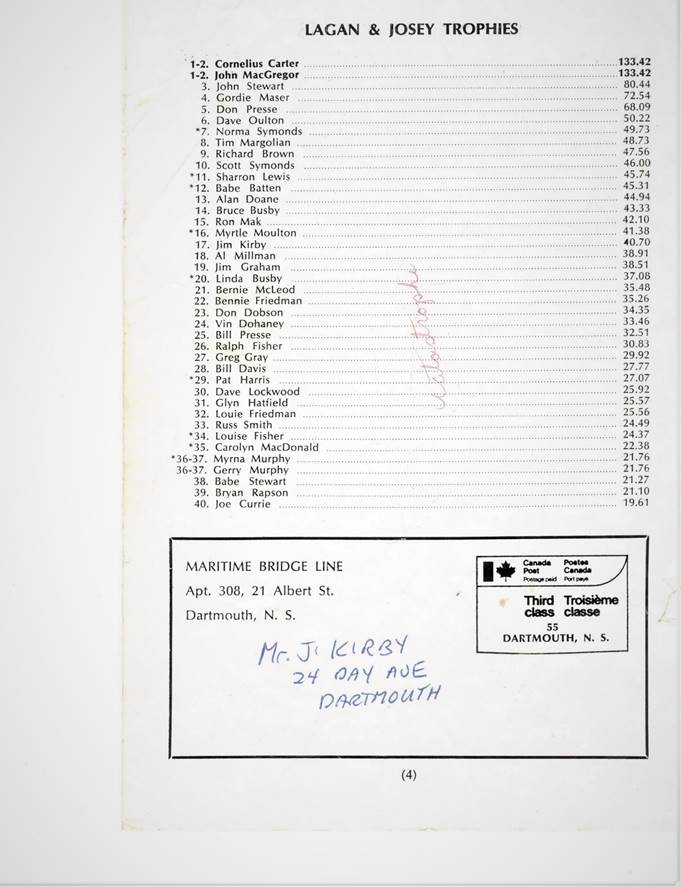 LAGAN & JOSEY TROPHIES
1-2. Cornelius Carter 133.42
1-2. John MacGregor 133.42
3. John Stewart 80.44
4. Gordie Maser 72.54
5. Don Presse 68.09
6. Dave Oulton 50.22
*7. Norma Symonds 49.73
8. Tim Margolian 48.73
9. Richard Brown 47.56
10. Scott Symonds 46.00
*11. Sharron Lewis 45.74
*12. Babe Batten 45.31
13. Alan Doane 44.94
14. Bruce Busby 43.33
15. Ron Mak 42.10
*16. Myrtle Moulton 41.38
17. Jim Kirby 40.70
18. Al Millman 38.91
19. Jim Graham 38.51
*20. Linda Busby 37.08
21. Bernie McLeod 35.48
22. Bennie Friedman 35.26
23. Don Dobson 34.35
24. Vin Dohaney 33.46
25. Bill Presse 32.51
26. Ralph Fisher 30.83
27. Greg Gray 29.92
28. Bill Davis 27.77
*29. Pat Harris 27.07
30. Dave Lockwood 25.92
31. Glyn Hatfield 25.57
32. Louie Friedman 25.56
33. Russ Smith 24.49
*34. Louise Fisher 24.37
*35. Carolyn MacDonald 22.38
*36-37. Myrna Murphy 21.76
36-37. Gerry Murphy 21.76
38. Babe Stewart 21.27
39. Bryan Rapson 21.10
40. Joe Currie 19.61
MARITIME BRIDGE LINE
Apt. 308, 21 Albert St.
Dartmouth, N. S.
Canada Postes
Post Canada
Postage paid Port payé
Third Troisième
class classe
55
DARTMOUTH, N. S.
Mr. J. KIRBY
24 DAY AVE
DARTMOUTH
(4)